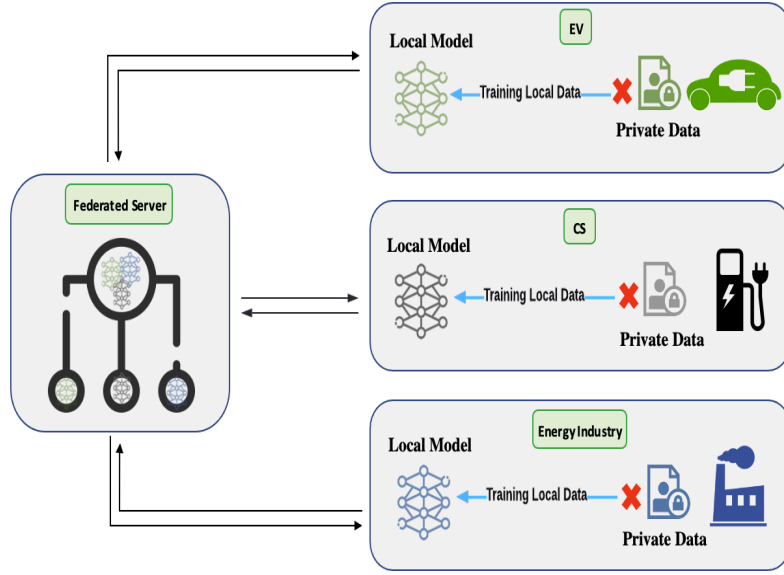 EV
Local Model
Training Local Data
Private Data
Federated Server
CS
Local Model
Training Local Data
Private Data
Energy Industry
Local Model
Training Local Data
Private Data